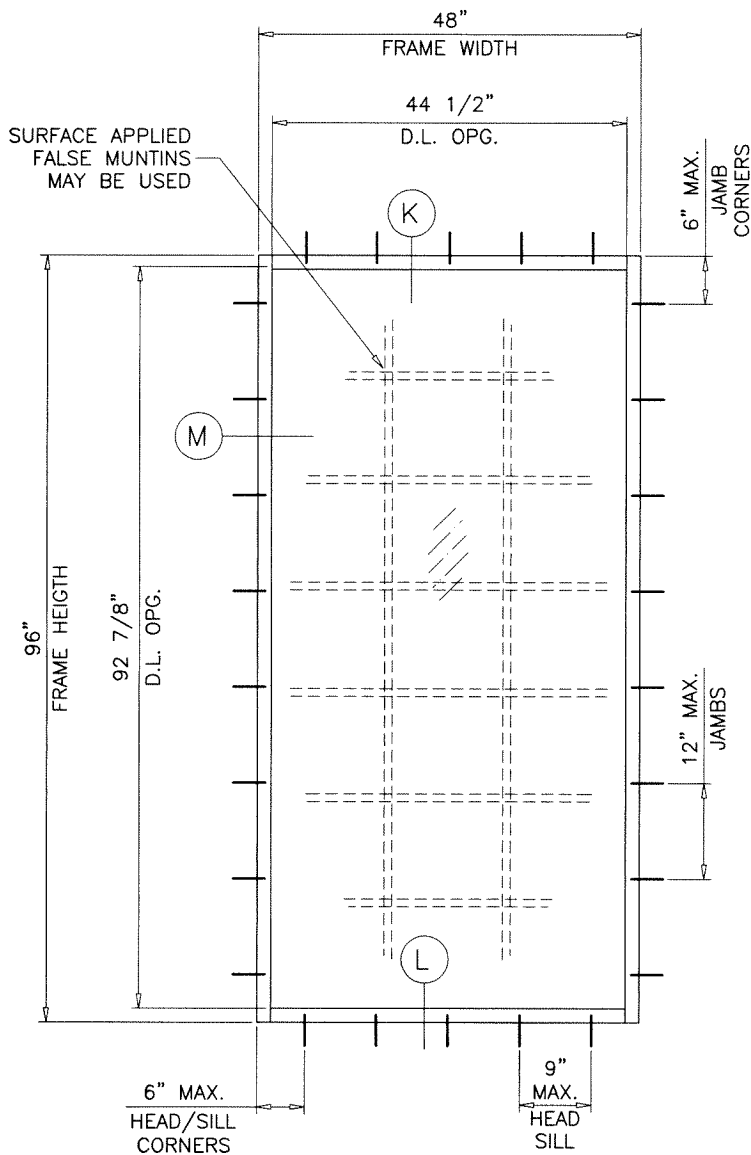 48"
FRAME WIDTH
44 1/2"
D.L. OPG.
SURFACE APPLIED
FALSE MUNTINS
MAY BE USED
6" MAX.
JAMB
CORNERS
K
M
96"
FRAME HEIGTH
92 7/8"
D.L. OPG.
12" MAX.
JAMBS
L
6" MAX.
HEAD/SILL
CORNERS
9"
MAX.
HEAD
SILL